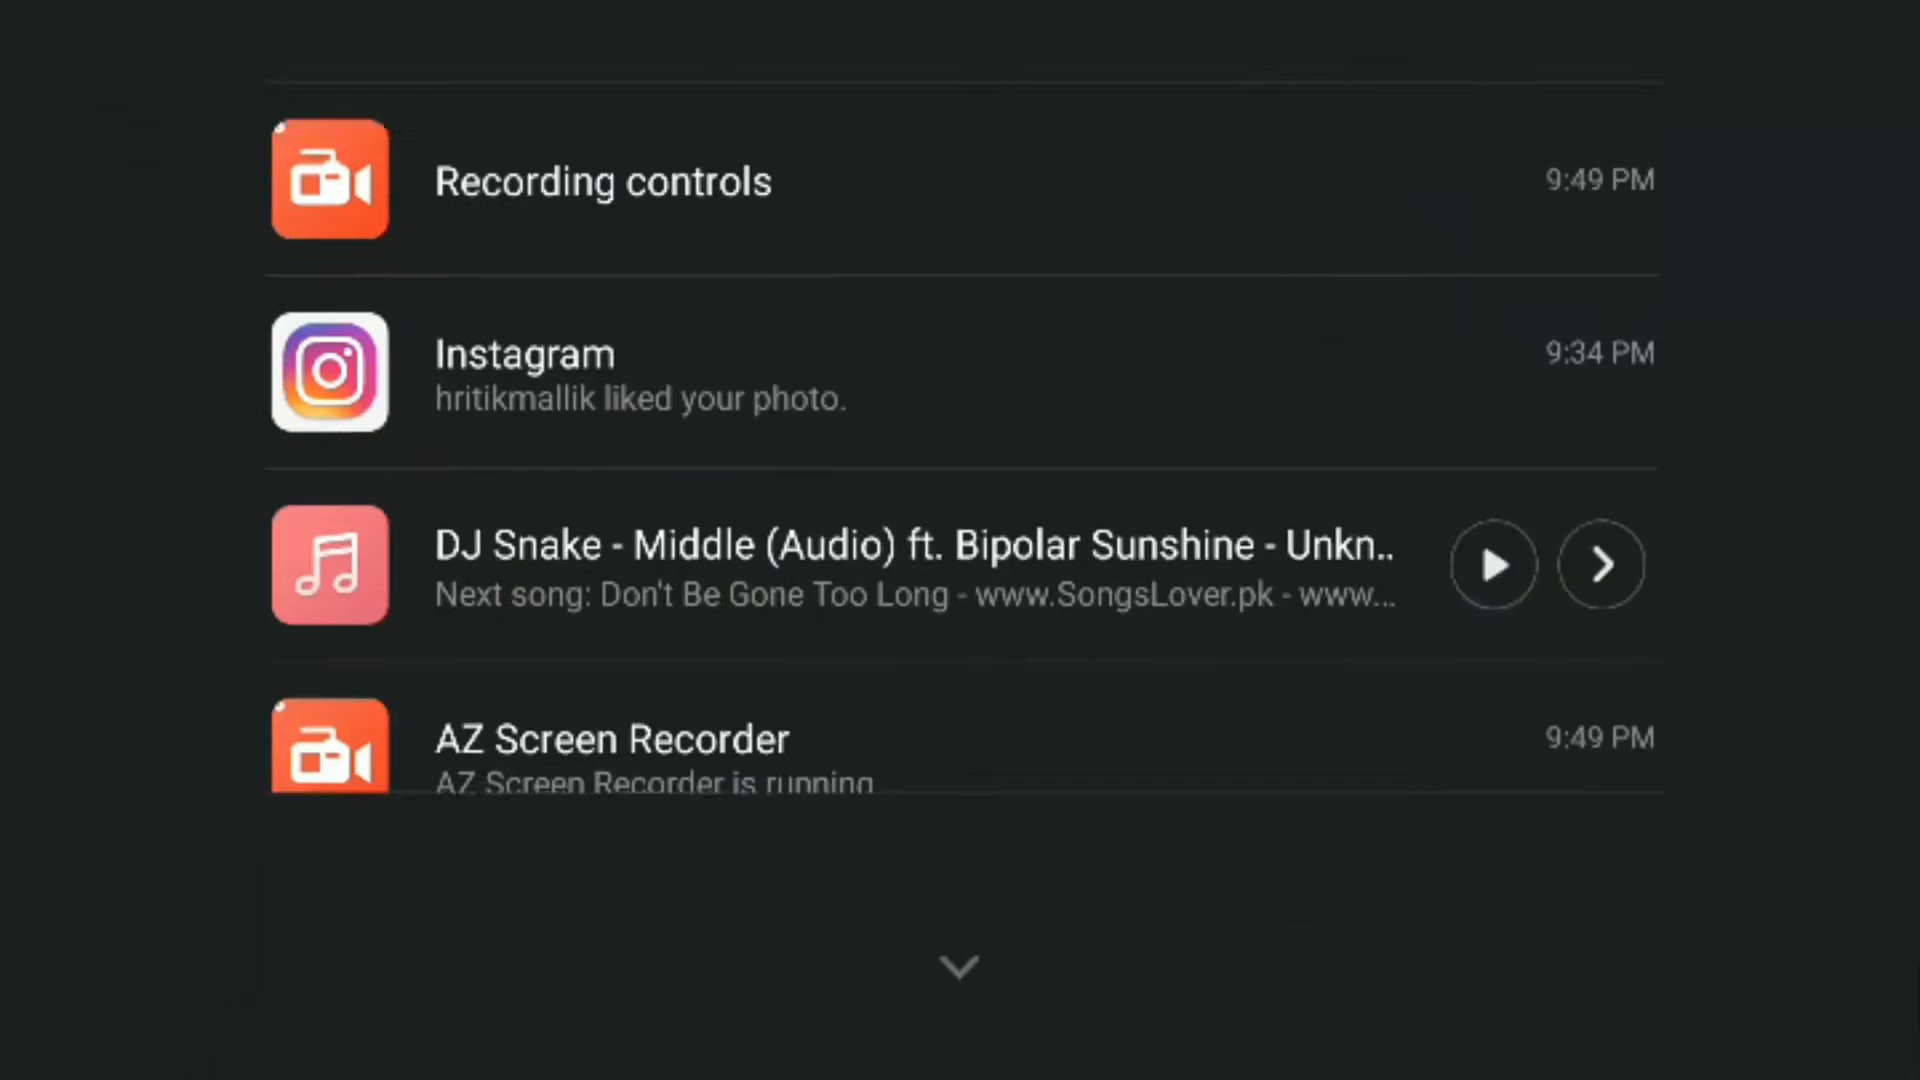 Recording controls
9:49 PM
Instagram
9:34 PM
hritikmallik liked your photo.
DJ Snake - Middle (Audio) ft. Bipolar Sunshine - Unkn..
Next song: Don't Be Gone Too Long - www.SongsLover.pk - www...
AZ Screen Recorder
9:49 PM
AZ Screen Recorder is running